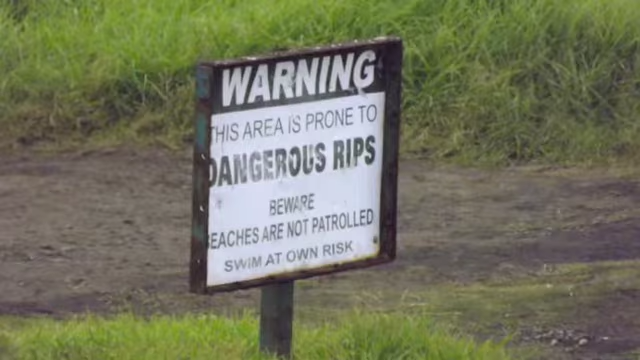 WARNING
THIS AREA IS PRONE TO
DANGEROUS RIPS
BEWARE
BEACHES ARE NOT PATROLLED
SWIM AT OWN RISK